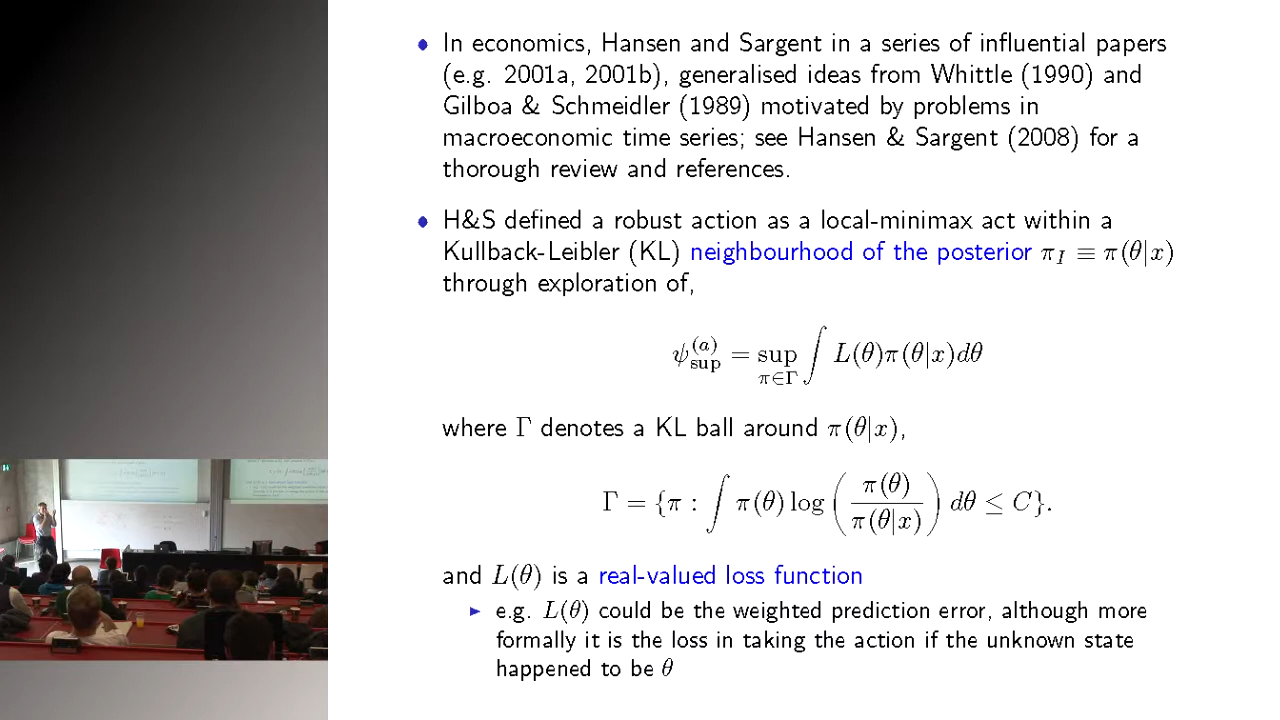 • In economics, Hansen and Sargent in a series of influential papers
(e.g. 2001a, 2001b), generalised ideas from Whittle (1990) and
Gilboa & Schmeidler (1989) motivated by problems in
macroeconomic time series; see Hansen & Sargent (2008) for a
thorough review and references.
• H&S defined a robust action as a local-minimax act within a
Kullback-Leibler (KL) neighbourhood of the posterior π_I ≡ π(θ|x)
through exploration of,
ψ_sup^(a) = sup_{π∈Γ} ∫ L(θ)π(θ|x)dθ
where Γ denotes a KL ball around π(θ|x),
Γ = {π : ∫ π(θ) log (π(θ)/π(θ|x)) dθ ≤ C}.
and L(θ) is a real-valued loss function
▶ e.g. L(θ) could be the weighted prediction error, although more
formally it is the loss in taking the action if the unknown state
happened to be θ